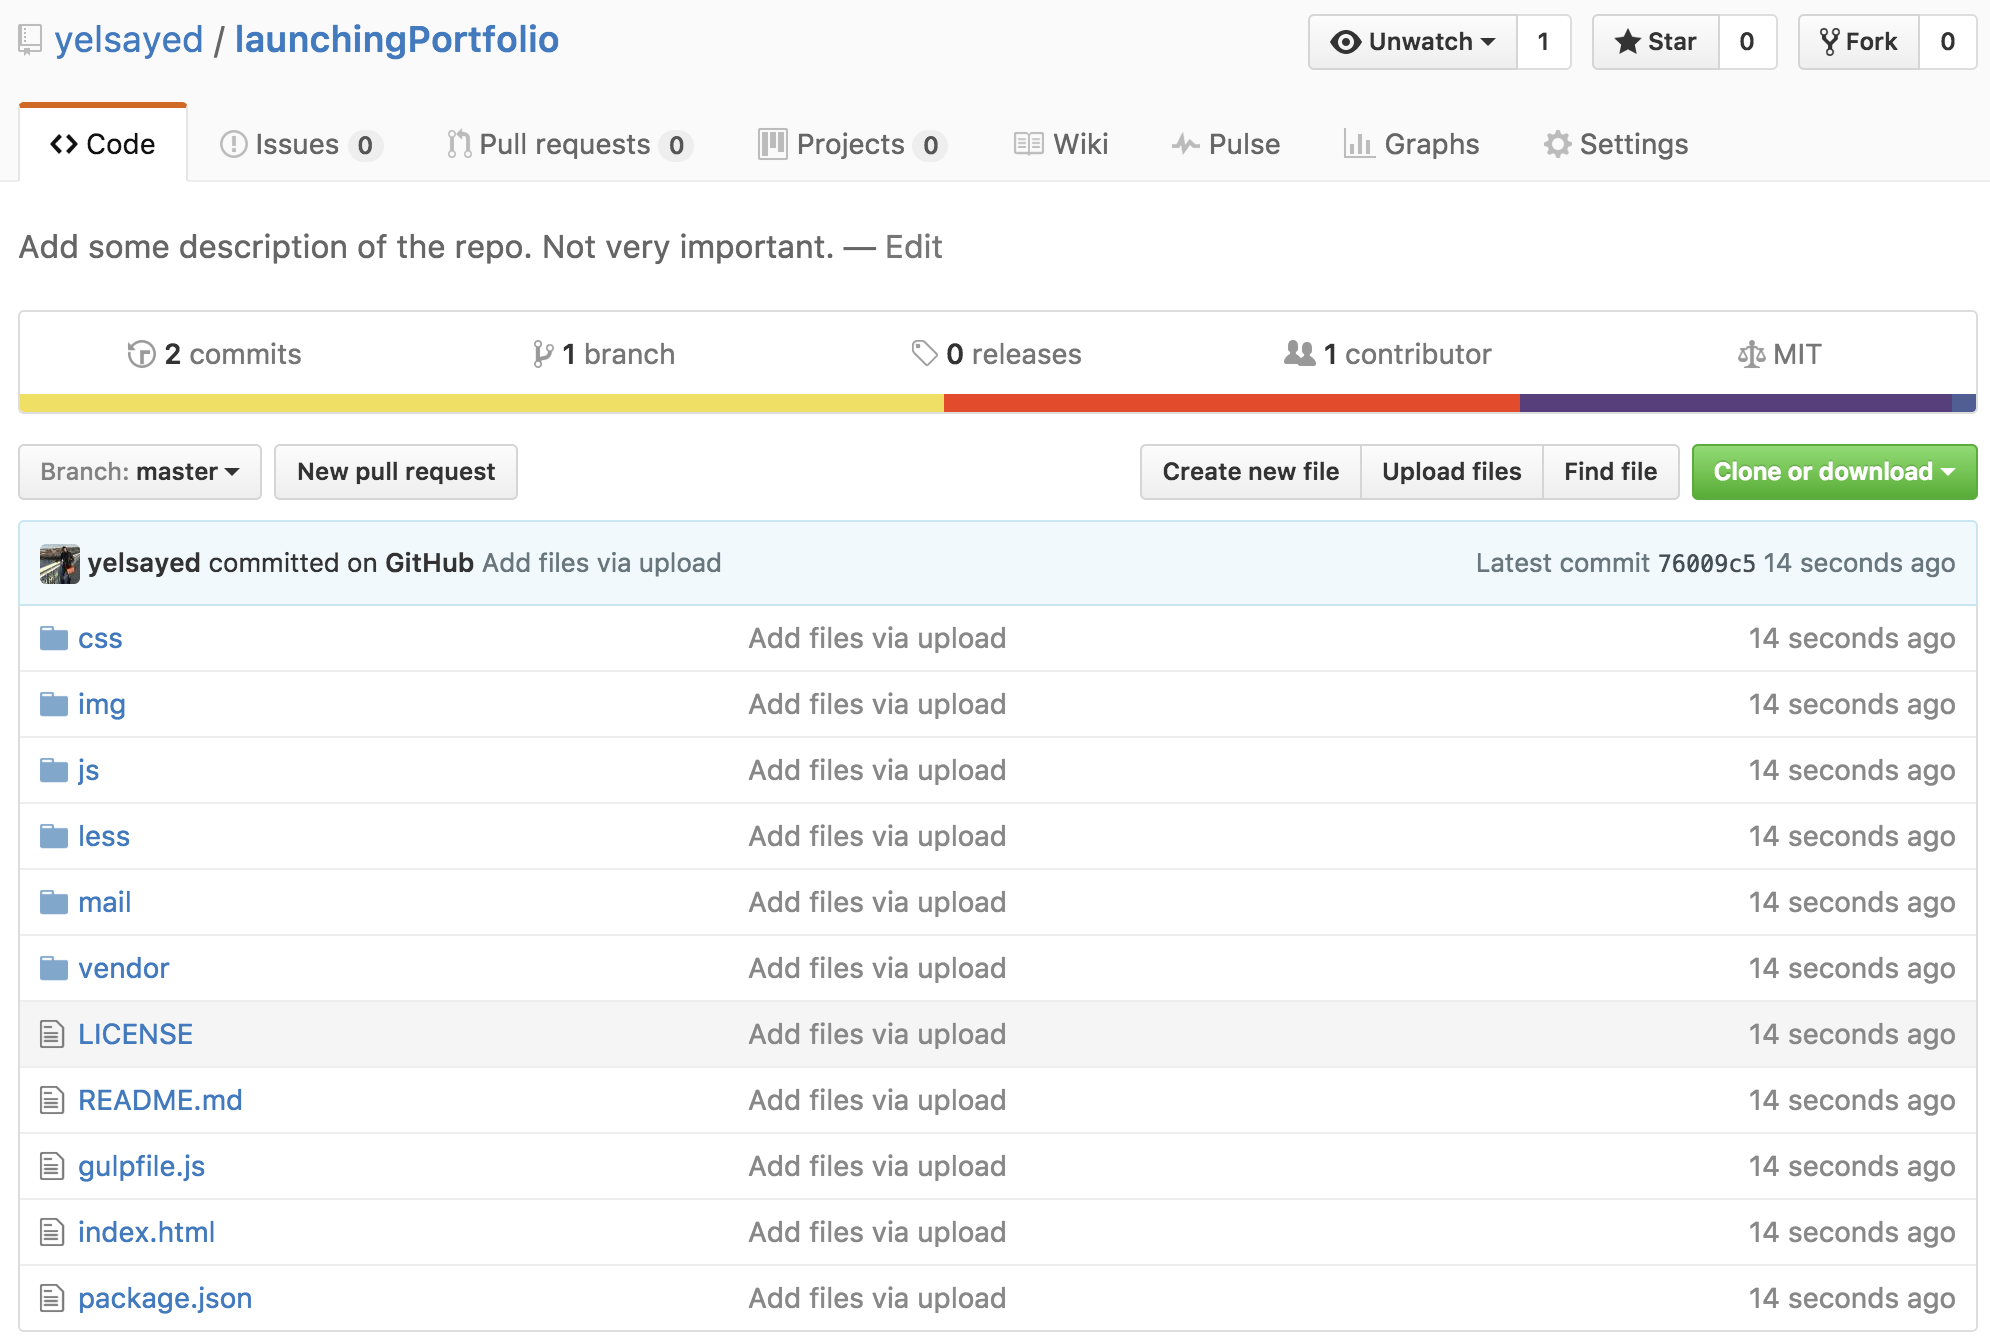 yelsayed / launchingPortfolio
Unwatch 1 Star 0 Fork 0
Code Issues 0 Pull requests 0 Projects 0 Wiki Pulse Graphs Settings
Add some description of the repo. Not very important. — Edit
2 commits 1 branch 0 releases 1 contributor MIT
Branch: master New pull request Create new file Upload files Find file Clone or download
yelsayed committed on GitHub Add files via upload Latest commit 76009c5 14 seconds ago
css Add files via upload 14 seconds ago
img Add files via upload 14 seconds ago
js Add files via upload 14 seconds ago
less Add files via upload 14 seconds ago
mail Add files via upload 14 seconds ago
vendor Add files via upload 14 seconds ago
LICENSE Add files via upload 14 seconds ago
README.md Add files via upload 14 seconds ago
gulpfile.js Add files via upload 14 seconds ago
index.html Add files via upload 14 seconds ago
package.json Add files via upload 14 seconds ago